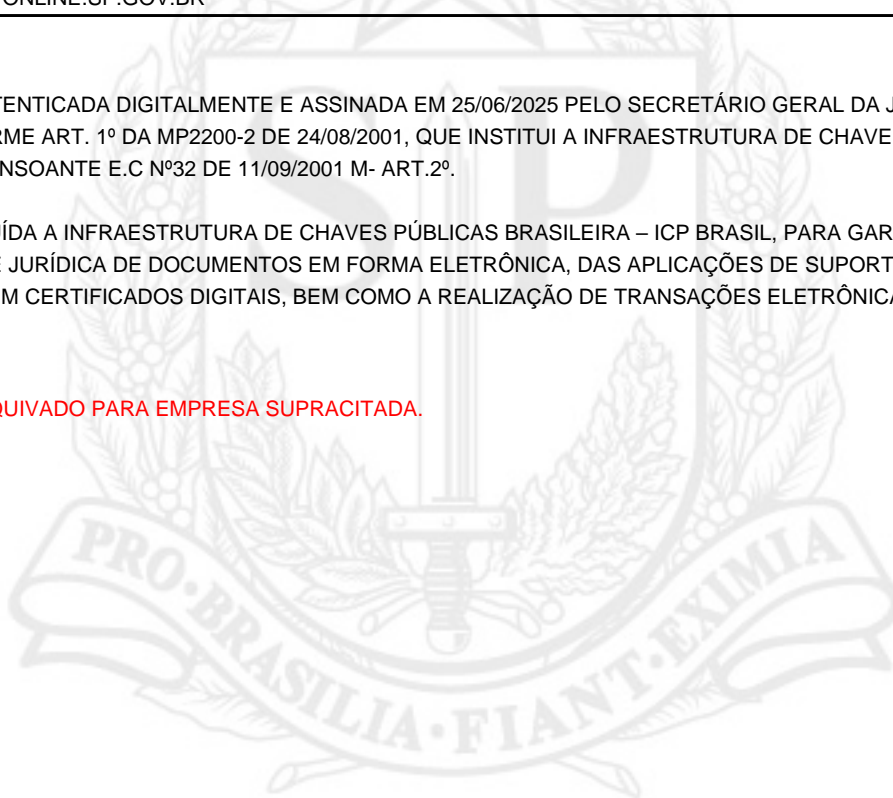 ONLINE.SP.GOV.BR
TENTICADA DIGITALMENTE E ASSINADA EM 25/06/2025 PELO SECRETÁRIO GERAL DA J
RME ART. 1º DA MP2200-2 DE 24/08/2001, QUE INSTITUI A INFRAESTRUTURA DE CHAVE
NSOANTE E.C Nº32 DE 11/09/2001 M- ART.2º.
UÍDA A INFRAESTRUTURA DE CHAVES PÚBLICAS BRASILEIRA – ICP BRASIL, PARA GAR
E JURÍDICA DE DOCUMENTOS EM FORMA ELETRÔNICA, DAS APLICAÇÕES DE SUPORT
M CERTIFICADOS DIGITAIS, BEM COMO A REALIZAÇÃO DE TRANSAÇÕES ELETRÔNICA
QUIVADO PARA EMPRESA SUPRACITADA.
SP
PRO·BRASILIA·FIANT·EXIMIA